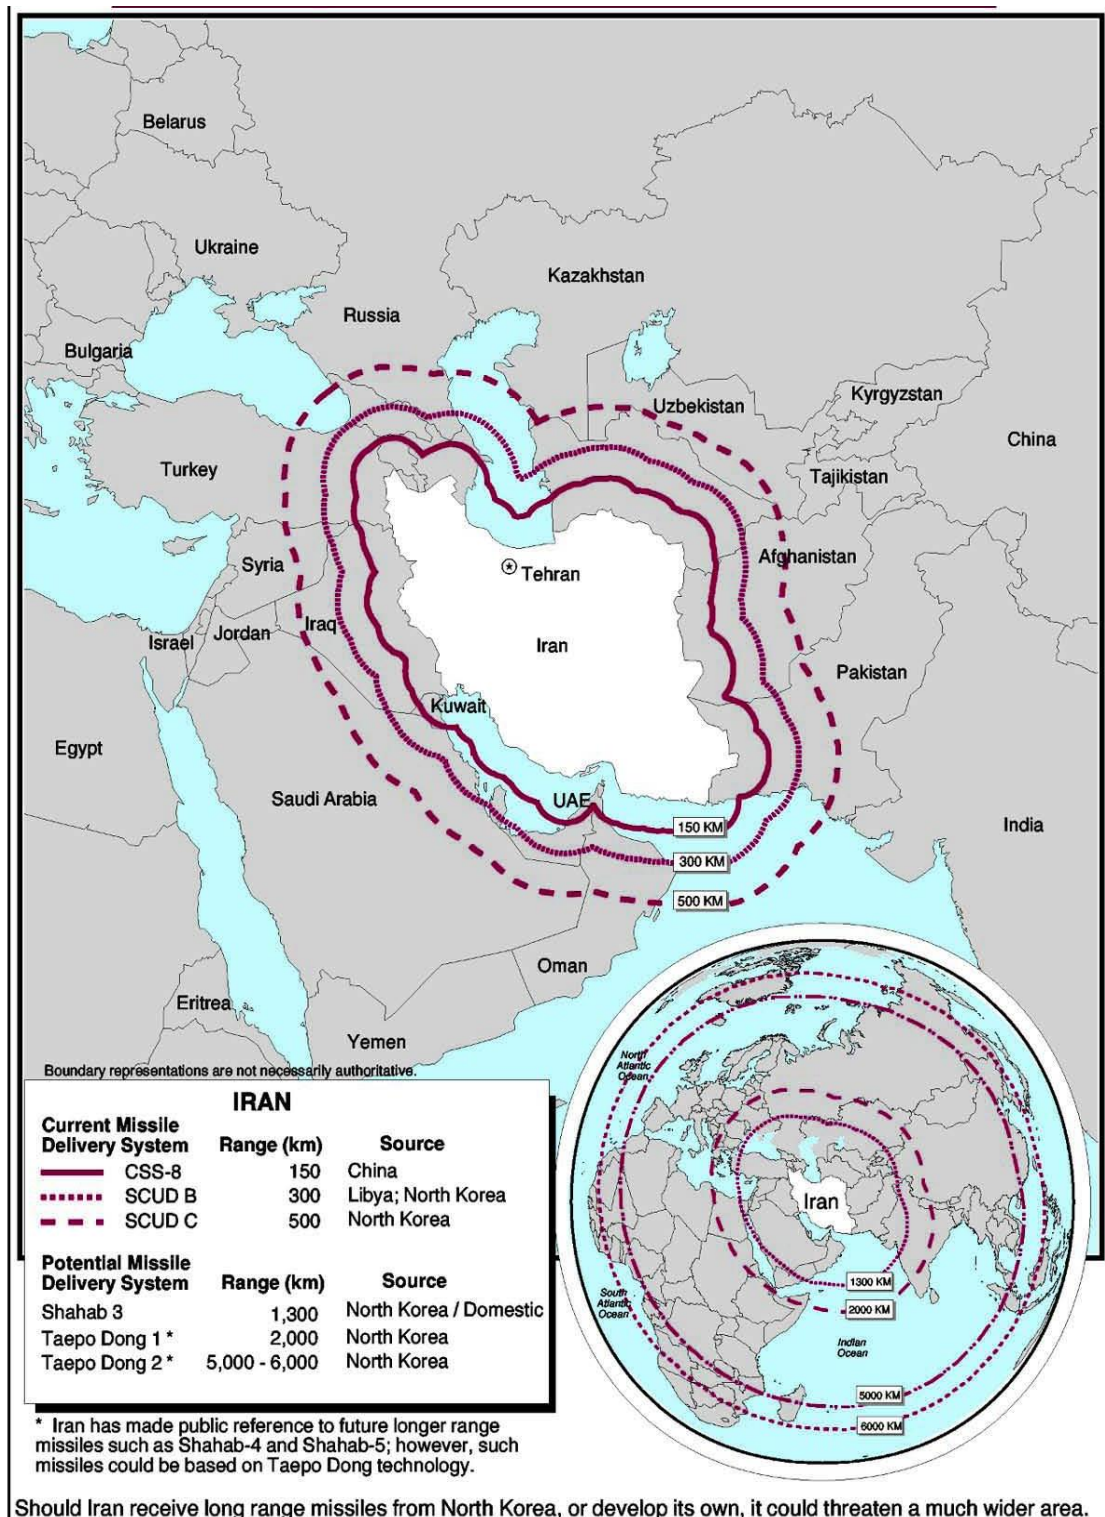 Belarus
Ukraine
Kazakhstan
Russia
Bulgaria
Uzbekistan
Kyrgyzstan
China
Turkey
Tajikistan
Syria
Tehran
Afghanistan
Israel
Jordan
Iraq
Iran
Pakistan
Kuwait
Egypt
Saudi Arabia
UAE
150 KM
India
300 KM
500 KM
Oman
Eritrea
Yemen
Boundary representations are not necessarily authoritative.
North
Atlantic
Ocean
Iran
1300 KM
South
Atlantic
Ocean
2000 KM
Indian
Ocean
5000 KM
6000 KM
IRAN
Current Missile
Delivery System Range (km) Source
CSS-8 150 China
SCUD B 300 Libya; North Korea
SCUD C 500 North Korea
Potential Missile
Delivery System Range (km) Source
Shahab 3 1,300 North Korea / Domestic
Taepo Dong 1 * 2,000 North Korea
Taepo Dong 2 * 5,000 - 6,000 North Korea
* Iran has made public reference to future longer range
missiles such as Shahab-4 and Shahab-5; however, such
missiles could be based on Taepo Dong technology.
Should Iran receive long range missiles from North Korea, or develop its own, it could threaten a much wider area.